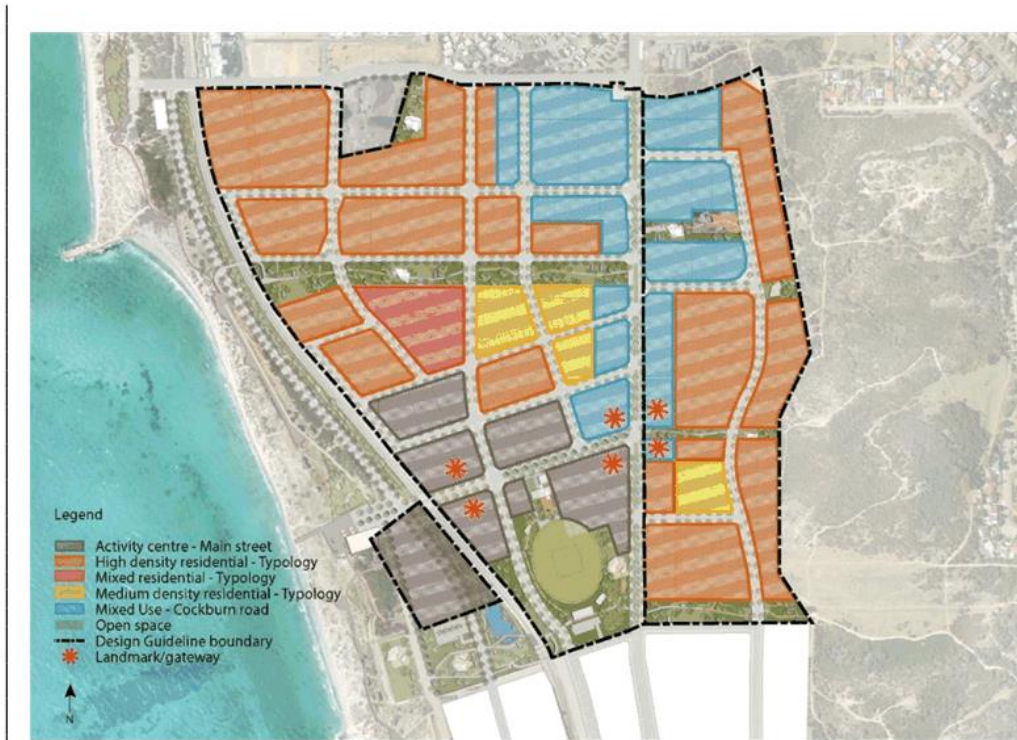 Legend
Activity centre - Main street
High density residential - Typology
Mixed residential - Typology
Medium density residential - Typology
Mixed Use - Cockburn road
Open space
Design Guideline boundary
Landmark/gateway
N